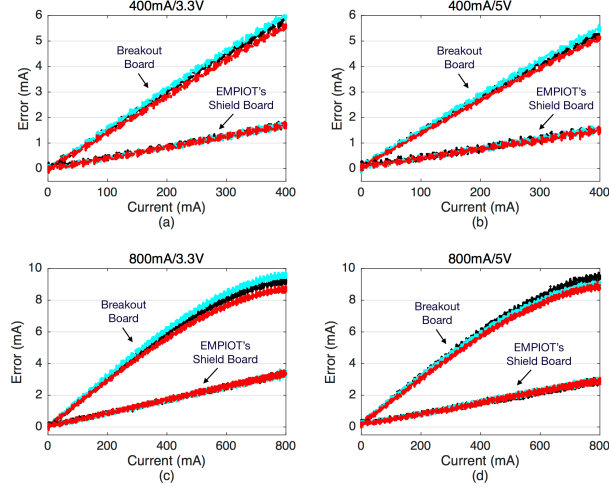 400mA/3.3V
6
5
4
3
2
1
0
Error (mA)
Breakout
Board
EMPIOT's
Shield Board
0
100
200
300
400
Current (mA)
(a)
400mA/5V
6
5
4
3
2
1
0
Error (mA)
Breakout
Board
EMPIOT's
Shield Board
0
100
200
300
400
Current (mA)
(b)
800mA/3.3V
10
8
6
4
2
0
Error (mA)
Breakout
Board
EMPIOT's
Shield Board
0
200
400
600
800
Current (mA)
(c)
800mA/5V
10
8
6
4
2
0
Error (mA)
Breakout
Board
EMPIOT's
Shield Board
0
200
400
600
800
Current (mA)
(d)